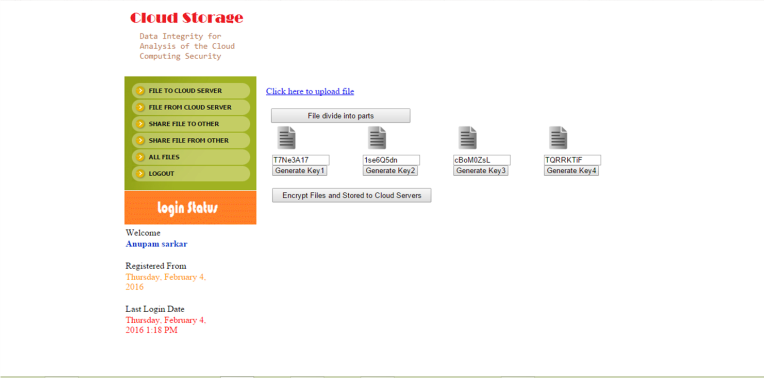 Cloud Storage
Data Integrity for
Analysis of the Cloud
Computing Security
FILE TO CLOUD SERVER
FILE FROM CLOUD SERVER
SHARE FILE TO OTHER
SHARE FILE FROM OTHER
ALL FILES
LOGOUT
Login Status
Welcome
Anupam sarkar
Registered From
Thursday, February 4,
2016
Last Login Date
Thursday, February 4,
2016 1:18 PM
Click here to upload file
File divide into parts
T7Ne3A17 1se6Q5dn cBoM0ZsL TQRRKTiF
Generate Key1 Generate Key2 Generate Key3 Generate Key4
Encrypt Files and Stored to Cloud Servers